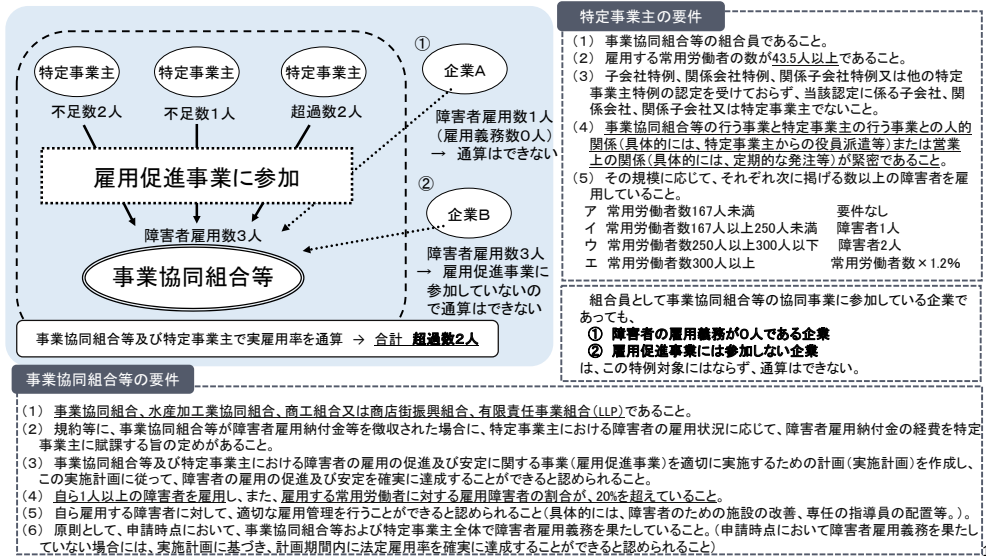 特定事業主
特定事業主
特定事業主
不足数2人
不足数1人
超過数2人
雇用促進事業に参加
障害者雇用数3人
事業協同組合等
事業協同組合等及び特定事業主で実雇用率を通算 → 合計 超過数2人
①
企業A
障害者雇用数1人
(雇用義務数0人)
→ 通算はできない
②
企業B
障害者雇用数3人
→ 雇用促進事業に
参加していないの
で通算はできない
特定事業主の要件
(1) 事業協同組合等の組合員であること。
(2) 雇用する常用労働者の数が43.5人以上であること。
(3) 子会社特例、関係会社特例、関係子会社特例又は他の特定
事業主特例の認定を受けておらず、当該認定に係る子会社、関
係会社、関係子会社又は特定事業主でないこと。
(4) 事業協同組合等の行う事業と特定事業主の行う事業との人的
関係(具体的には、特定事業主からの役員派遣等)または営業
上の関係(具体的には、定期的な発注等)が緊密であること。
(5) その規模に応じて、それぞれ次に掲げる数以上の障害者を雇
用していること。
ア 常用労働者数167人未満 要件なし
イ 常用労働者数167人以上250人未満 障害者1人
ウ 常用労働者数250人以上300人以下 障害者2人
エ 常用労働者数300人以上 常用労働者数×1.2%
組合員として事業協同組合等の協同事業に参加している企業で
あっても、
① 障害者の雇用義務が0人である企業
② 雇用促進事業には参加しない企業
は、この特例対象にはならず、通算はできない。
事業協同組合等の要件
(1) 事業協同組合、水産加工業協同組合、商工組合又は商店街振興組合、有限責任事業組合(LLP)であること。
(2) 規約等に、事業協同組合等が障害者雇用納付金等を徴収された場合に、特定事業主における障害者の雇用状況に応じて、障害者雇用納付金の経費を特定
事業主に賦課する旨の定めがあること。
(3) 事業協同組合等及び特定事業主における障害者の雇用の促進及び安定に関する事業(雇用促進事業)を適切に実施するための計画(実施計画)を作成し、
この実施計画に従って、障害者の雇用の促進及び安定を確実に達成することができると認められること。
(4) 自ら1人以上の障害者を雇用し、また、雇用する常用労働者に対する雇用障害者の割合が、20%を超えていること。
(5) 自ら雇用する障害者に対して、適切な雇用管理を行うことができると認められること(具体的には、障害者のための施設の改善、専任の指導員の配置等。)。
(6) 原則として、申請時点において、事業協同組合等および特定事業主全体で障害者雇用義務を果たしていること。(申請時点において障害者雇用義務を果たし
ていない場合には、実施計画に基づき、計画期間内に法定雇用率を確実に達成することができると認められること)